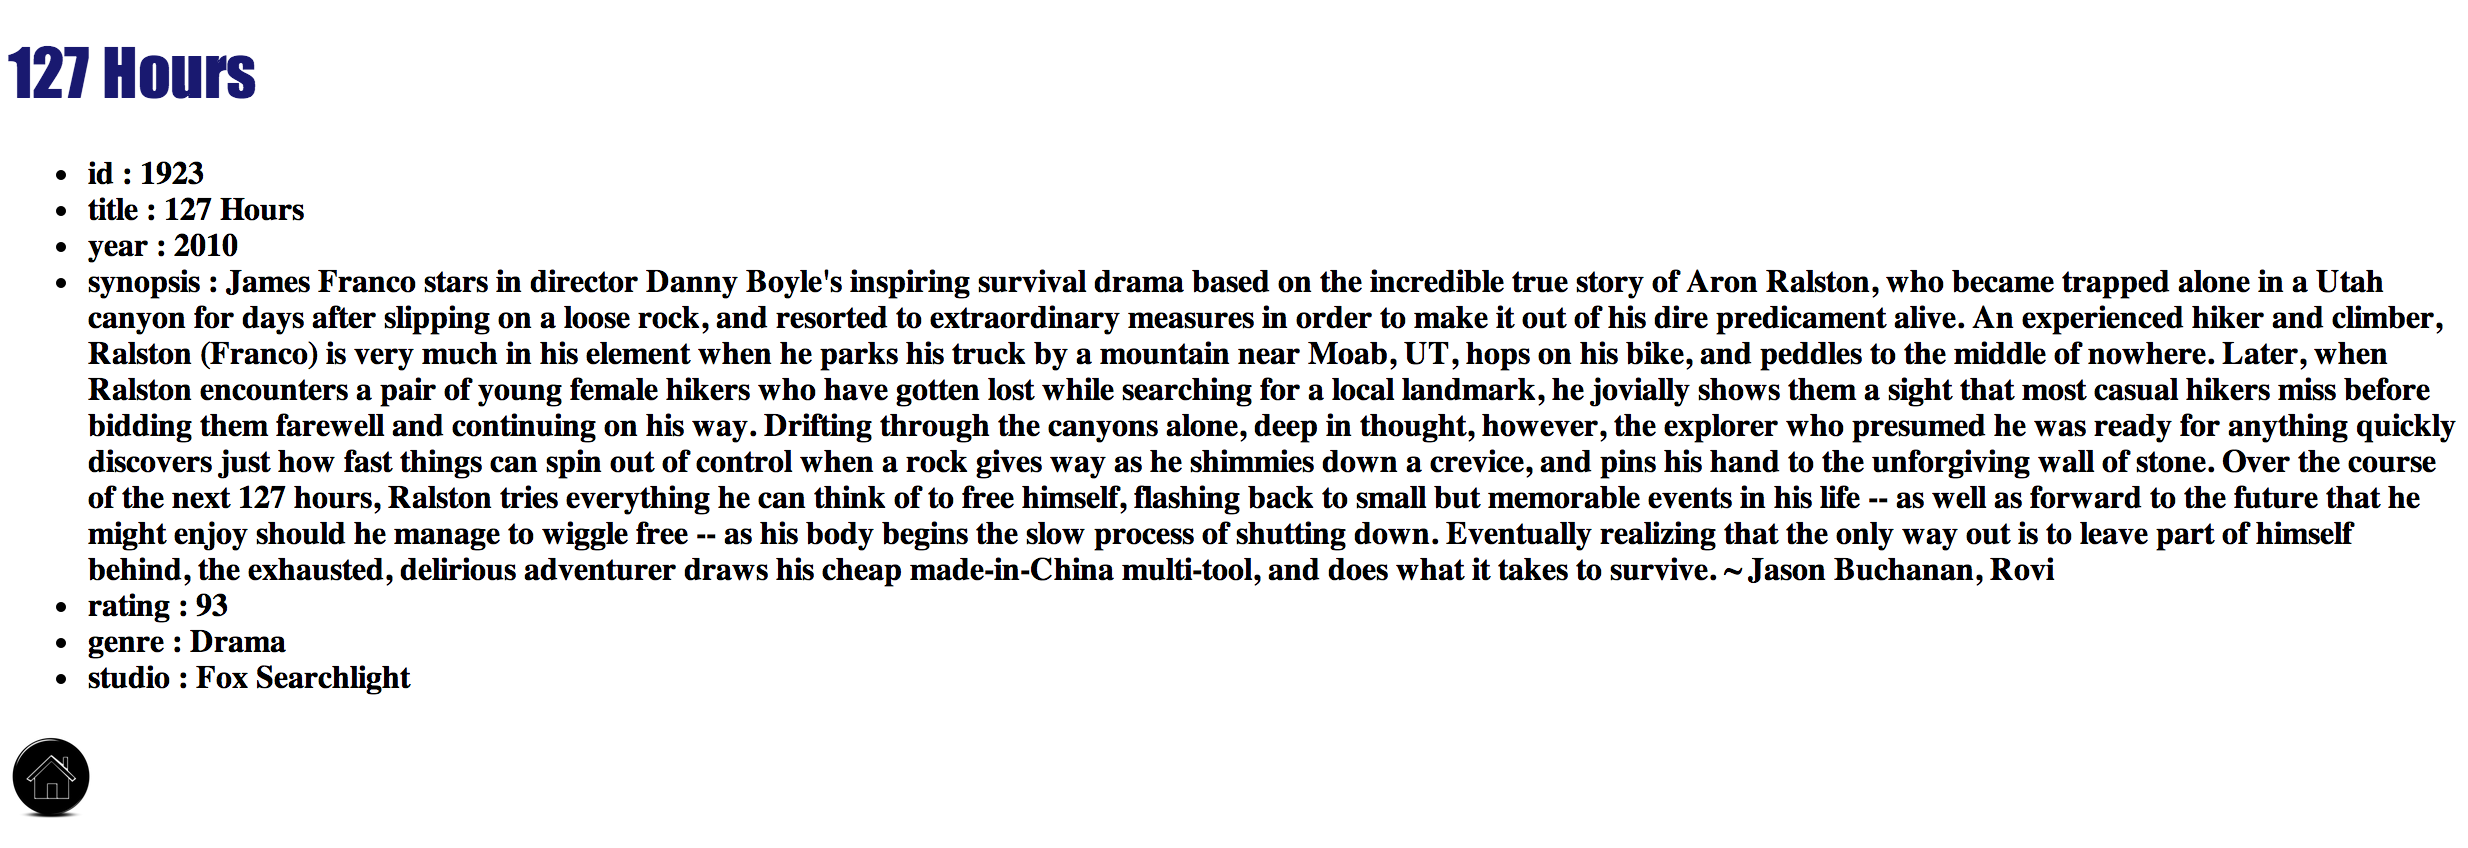 127 Hours
id : 1923
title : 127 Hours
year : 2010
synopsis : James Franco stars in director Danny Boyle's inspiring survival drama based on the incredible true story of Aron Ralston, who became trapped alone in a Utah
canyon for days after slipping on a loose rock, and resorted to extraordinary measures in order to make it out of his dire predicament alive. An experienced hiker and climber,
Ralston (Franco) is very much in his element when he parks his truck by a mountain near Moab, UT, hops on his bike, and peddles to the middle of nowhere. Later, when
Ralston encounters a pair of young female hikers who have gotten lost while searching for a local landmark, he jovially shows them a sight that most casual hikers miss before
bidding them farewell and continuing on his way. Drifting through the canyons alone, deep in thought, however, the explorer who presumed he was ready for anything quickly
discovers just how fast things can spin out of control when a rock gives way as he shimmies down a crevice, and pins his hand to the unforgiving wall of stone. Over the course
of the next 127 hours, Ralston tries everything he can think of to free himself, flashing back to small but memorable events in his life -- as well as forward to the future that he
might enjoy should he manage to wiggle free -- as his body begins the slow process of shutting down. Eventually realizing that the only way out is to leave part of himself
behind, the exhausted, delirious adventurer draws his cheap made-in-China multi-tool, and does what it takes to survive. ~ Jason Buchanan, Rovi
rating : 93
genre : Drama
studio : Fox Searchlight